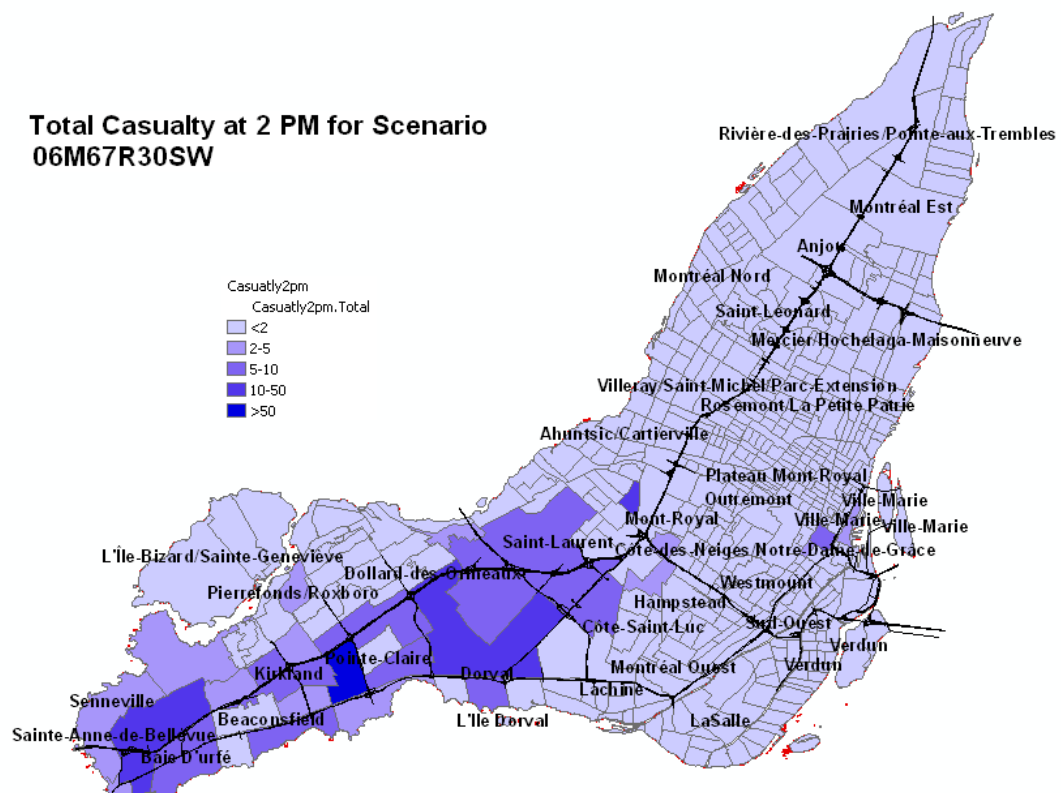 Total Casualty at 2 PM for Scenario
06M67R30SW
Rivière-des-Prairies/Pointe-aux-Trembles
Montréal Est
Anjou
Montréal Nord
Casuatly2pm
Casuatly2pm.Total
<2
2-5
5-10
10-50
>50
Saint-Léonard
Mercier/Hochelaga-Maisonneuve
Villeray/Saint-Michel/Parc-Extension
Rosemont/La Petite Patrie
Ahuntsic/Cartierville
Plateau Mont-Royal
Outremont
Ville-Marie
Mont-Royal
Ville-Marie
Ville-Marie
Saint-Laurent
Côte-des-Neiges/Notre-Dame-de-Grâce
L'Île-Bizard/Sainte-Geneviève
Dollard-des-Ormeaux
Westmount
Pierrefonds/Roxboro
Hampstead
Côte-Saint-Luc
Sud-Ouest
Verdun
Pointe-Claire
Montréal Ouest
Verdun
Kirkland
Dorval
Lachine
Senneville
Beaconsfield
L'Ile Dorval
LaSalle
Sainte-Anne-de-Bellevue
Baie D'urfé